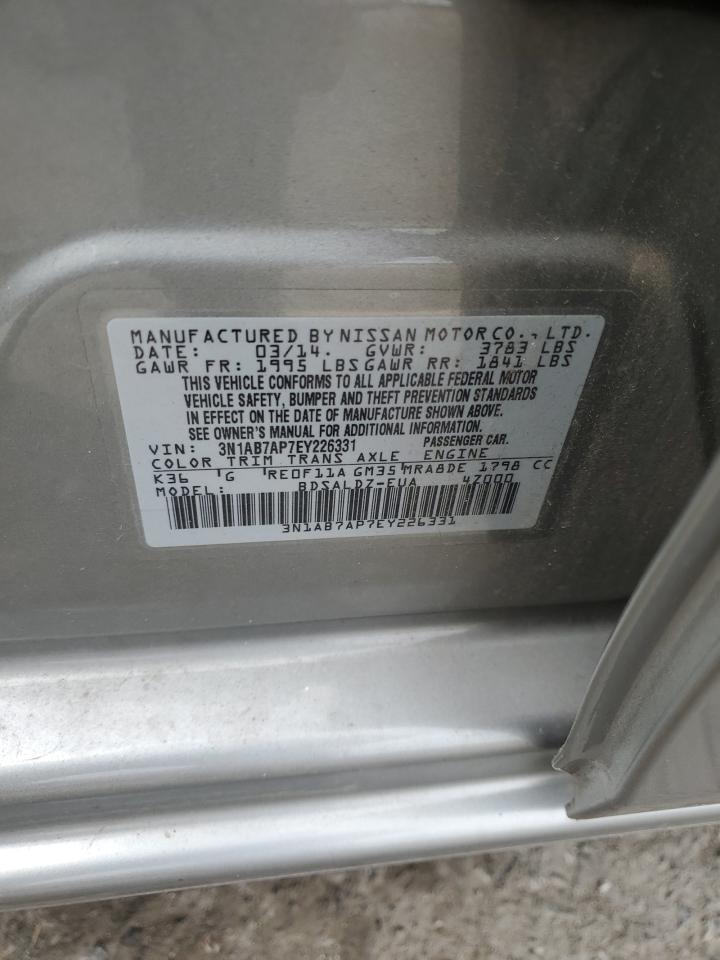 MANUFACTURED BY NISSAN MOTOR CO., LTD.
DATE: 03/14. GVWR: 3783 LBS
GAWR FR: 1995 LBS GAWR RR: 1841 LBS
THIS VEHICLE CONFORMS TO ALL APPLICABLE FEDERAL MOTOR
VEHICLE SAFETY, BUMPER AND THEFT PREVENTION STANDARDS
IN EFFECT ON THE DATE OF MANUFACTURE SHOWN ABOVE.
SEE OWNER'S MANUAL FOR ADDITIONAL INFORMATION.
VIN: 3N1AB7AP7EY226331 PASSENGER CAR.
COLOR TRIM TRANS AXLE ENGINE
K36 G RE0F11A GM35 MRA8DE 1798 CC
MODEL: BDSALDZ-EUA 47000
3N1AB7AP7EY226331